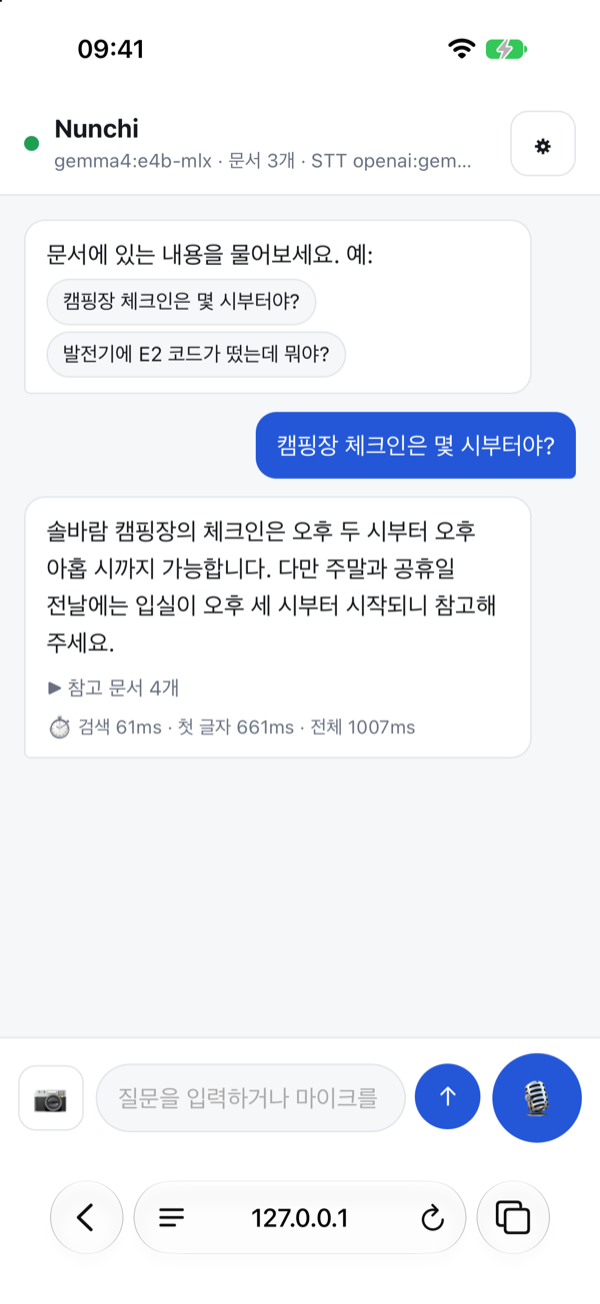 09:41
Nunchi
gemma4:e4b-mlx · 문서 3개 · STT openai:gem...
문서에 있는 내용을 물어보세요. 예:
캠핑장 체크인은 몇 시부터야?
발전기에 E2 코드가 떴는데 뭐야?
캠핑장 체크인은 몇 시부터야?
솔바람 캠핑장의 체크인은 오후 두 시부터 오후
아홉 시까지 가능합니다. 다만 주말과 공휴일
전날에는 입실이 오후 세 시부터 시작되니 참고해
주세요.
▶ 참고 문서 4개
⏱ 검색 61ms · 첫 글자 661ms · 전체 1007ms
질문을 입력하거나 마이크를
127.0.0.1